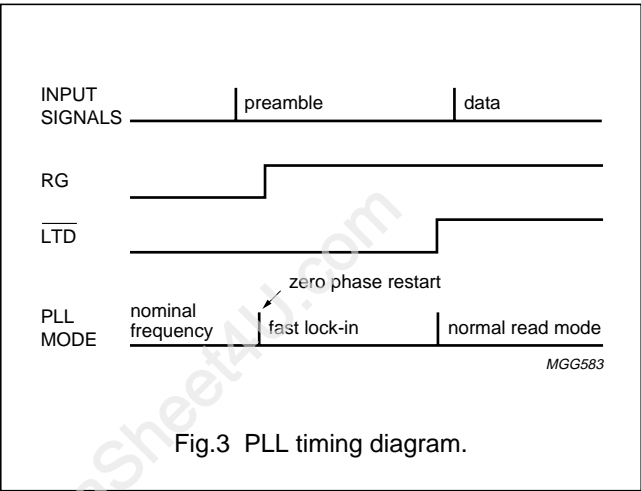 INPUT
SIGNALS
preamble
data
RG
LTD
zero phase restart
PLL
MODE
nominal
frequency
fast lock-in
normal read mode
MGG583
Fig.3 PLL timing diagram.